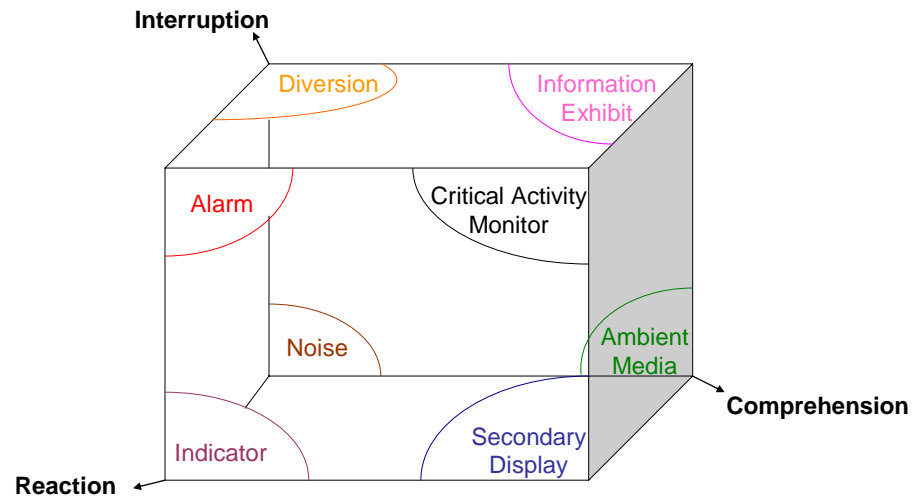 Interruption
Diversion
Information
Exhibit
Alarm
Critical Activity
Monitor
Noise
Ambient
Media
Comprehension
Indicator
Secondary
Display
Reaction